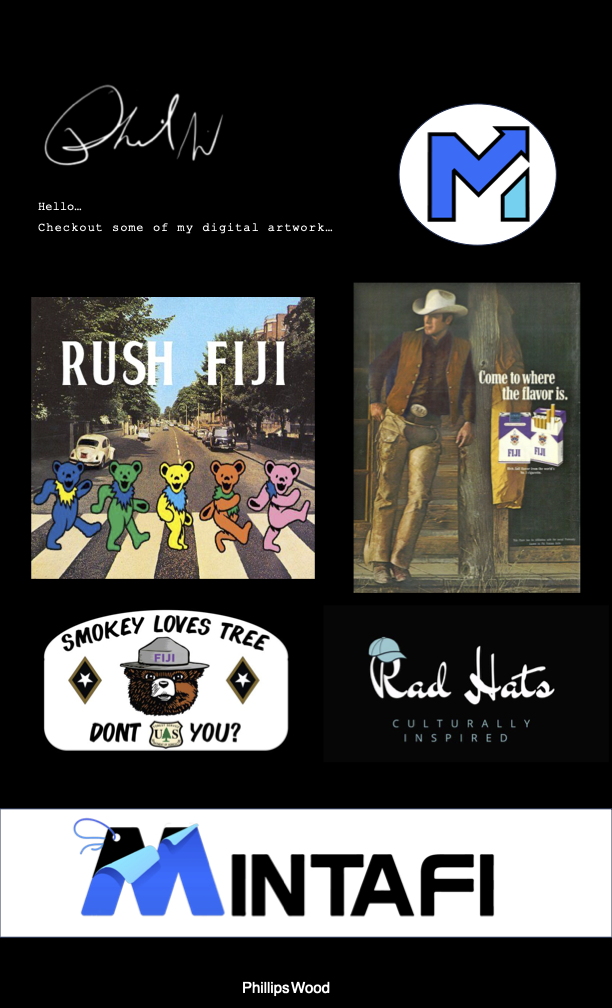 Phil W
Hello…
Checkout some of my digital artwork…
M
RUSH FIJI
Come to where
the flavor is.
FIJI
FIJI
SMOKEY LOVES TREE
FIJI
DONT
U S
YOU?
Rad Hats
CULTURALLY
INSPIRED
MINTAFI
Phillips Wood